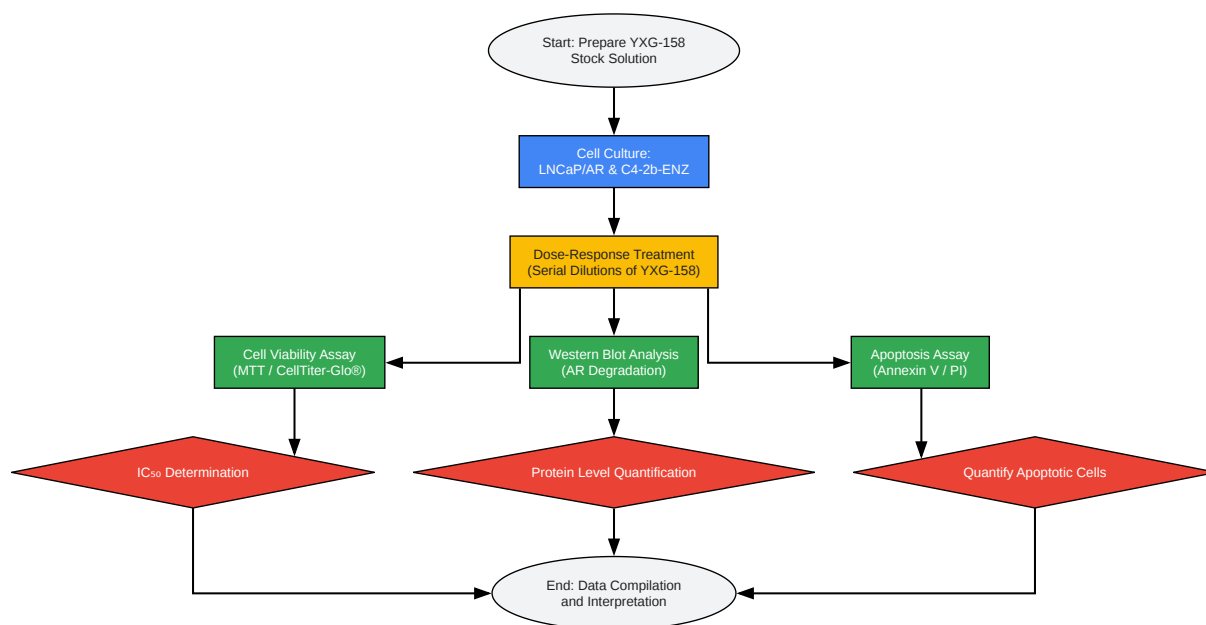 Start: Prepare YXG-158
Stock Solution
Cell Culture:
LNCaP/AR & C4-2b-ENZ
Dose-Response Treatment
(Serial Dilutions of YXG-158)
Cell Viability Assay
(MTT / CellTiter-Glo®)
Western Blot Analysis
(AR Degradation)
Apoptosis Assay
(Annexin V / PI)
IC₅₀ Determination
Protein Level Quantification
Quantify Apoptotic Cells
End: Data Compilation
and Interpretation